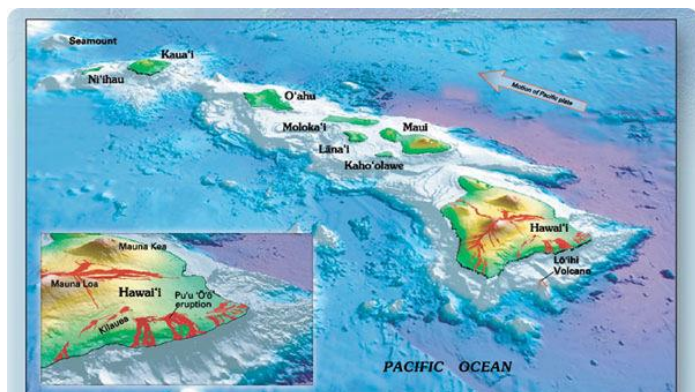 Seamount
Kaua'i
Ni'ihau
O'ahu
Motion of Pacific plate
Moloka'i
Maui
Lāna'i
Kaho'olawe
Hawai'i
Lō'ihi
Volcano
Mauna Kea
Mauna Loa
Hawai'i
Pu'u 'Ō'ō
eruption
Kilauea
PACIFIC OCEAN